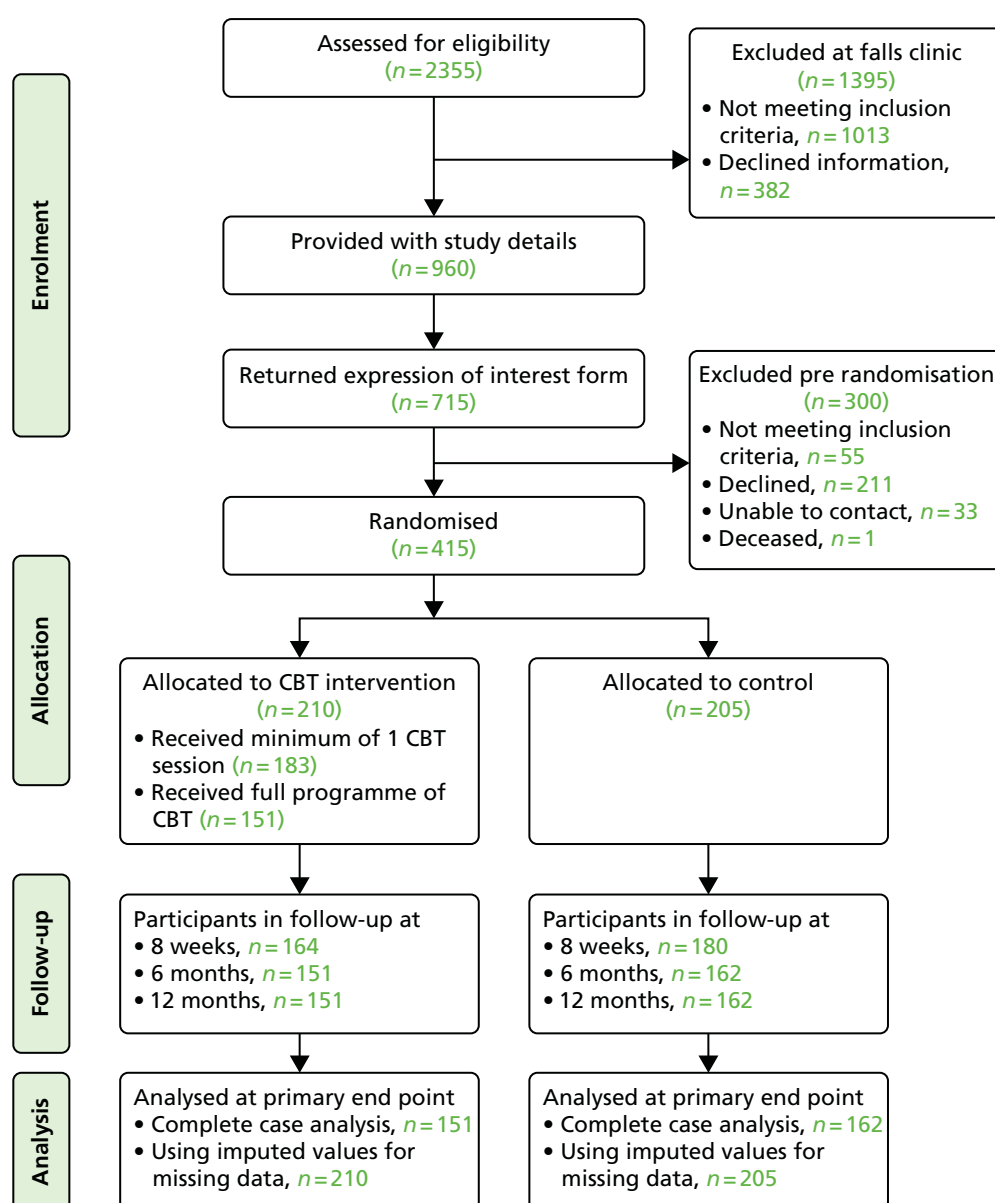 Enrolment
Assessed for eligibility
(n=2355)
Excluded at falls clinic
(n=1395)
• Not meeting inclusion
criteria, n=1013
• Declined information,
n=382
Provided with study details
(n=960)
Returned expression of interest form
(n=715)
Excluded pre randomisation
(n=300)
• Not meeting inclusion
criteria, n=55
• Declined, n=211
• Unable to contact, n=33
• Deceased, n=1
Randomised
(n=415)
Allocation
Allocated to CBT intervention
(n=210)
• Received minimum of 1 CBT
session (n=183)
• Received full programme of
CBT (n=151)
Allocated to control
(n=205)
Follow-up
Participants in follow-up at
• 8 weeks, n=164
• 6 months, n=151
• 12 months, n=151
Participants in follow-up at
• 8 weeks, n=180
• 6 months, n=162
• 12 months, n=162
Analysis
Analysed at primary end point
• Complete case analysis, n=151
• Using imputed values for
missing data, n=210
Analysed at primary end point
• Complete case analysis, n=162
• Using imputed values for
missing data, n=205